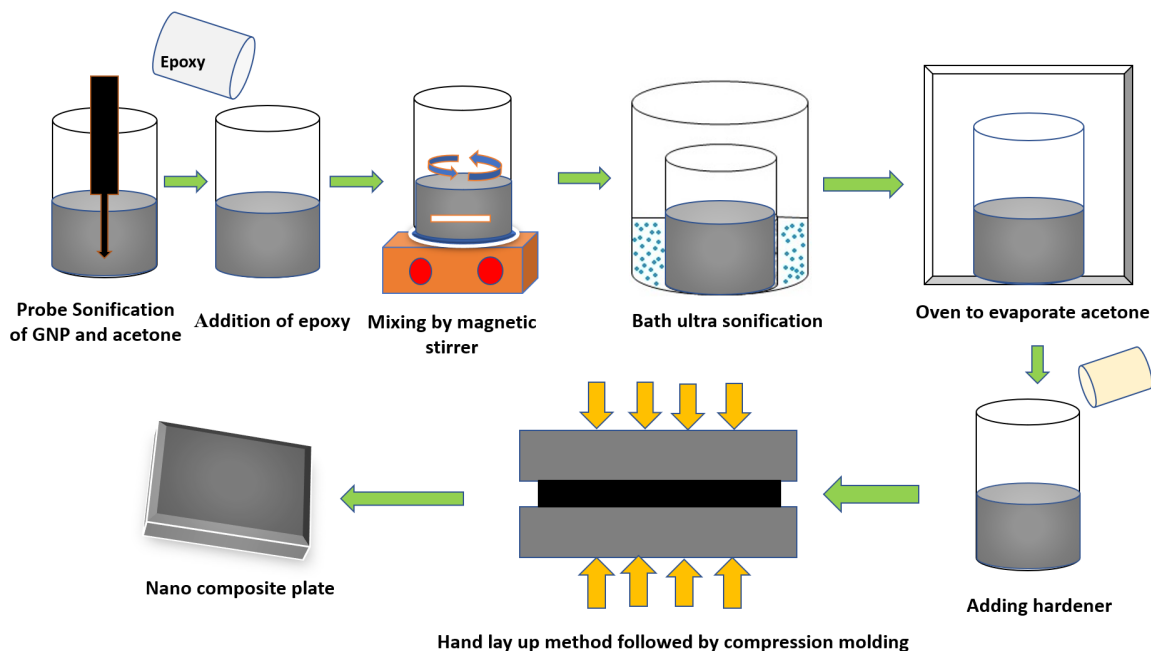 Epoxy
Probe Sonification
of GNP and acetone
Addition of epoxy
Mixing by magnetic
stirrer
Bath ultra sonification
Oven to evaporate acetone
Adding hardener
Hand lay up method followed by compression molding
Nano composite plate